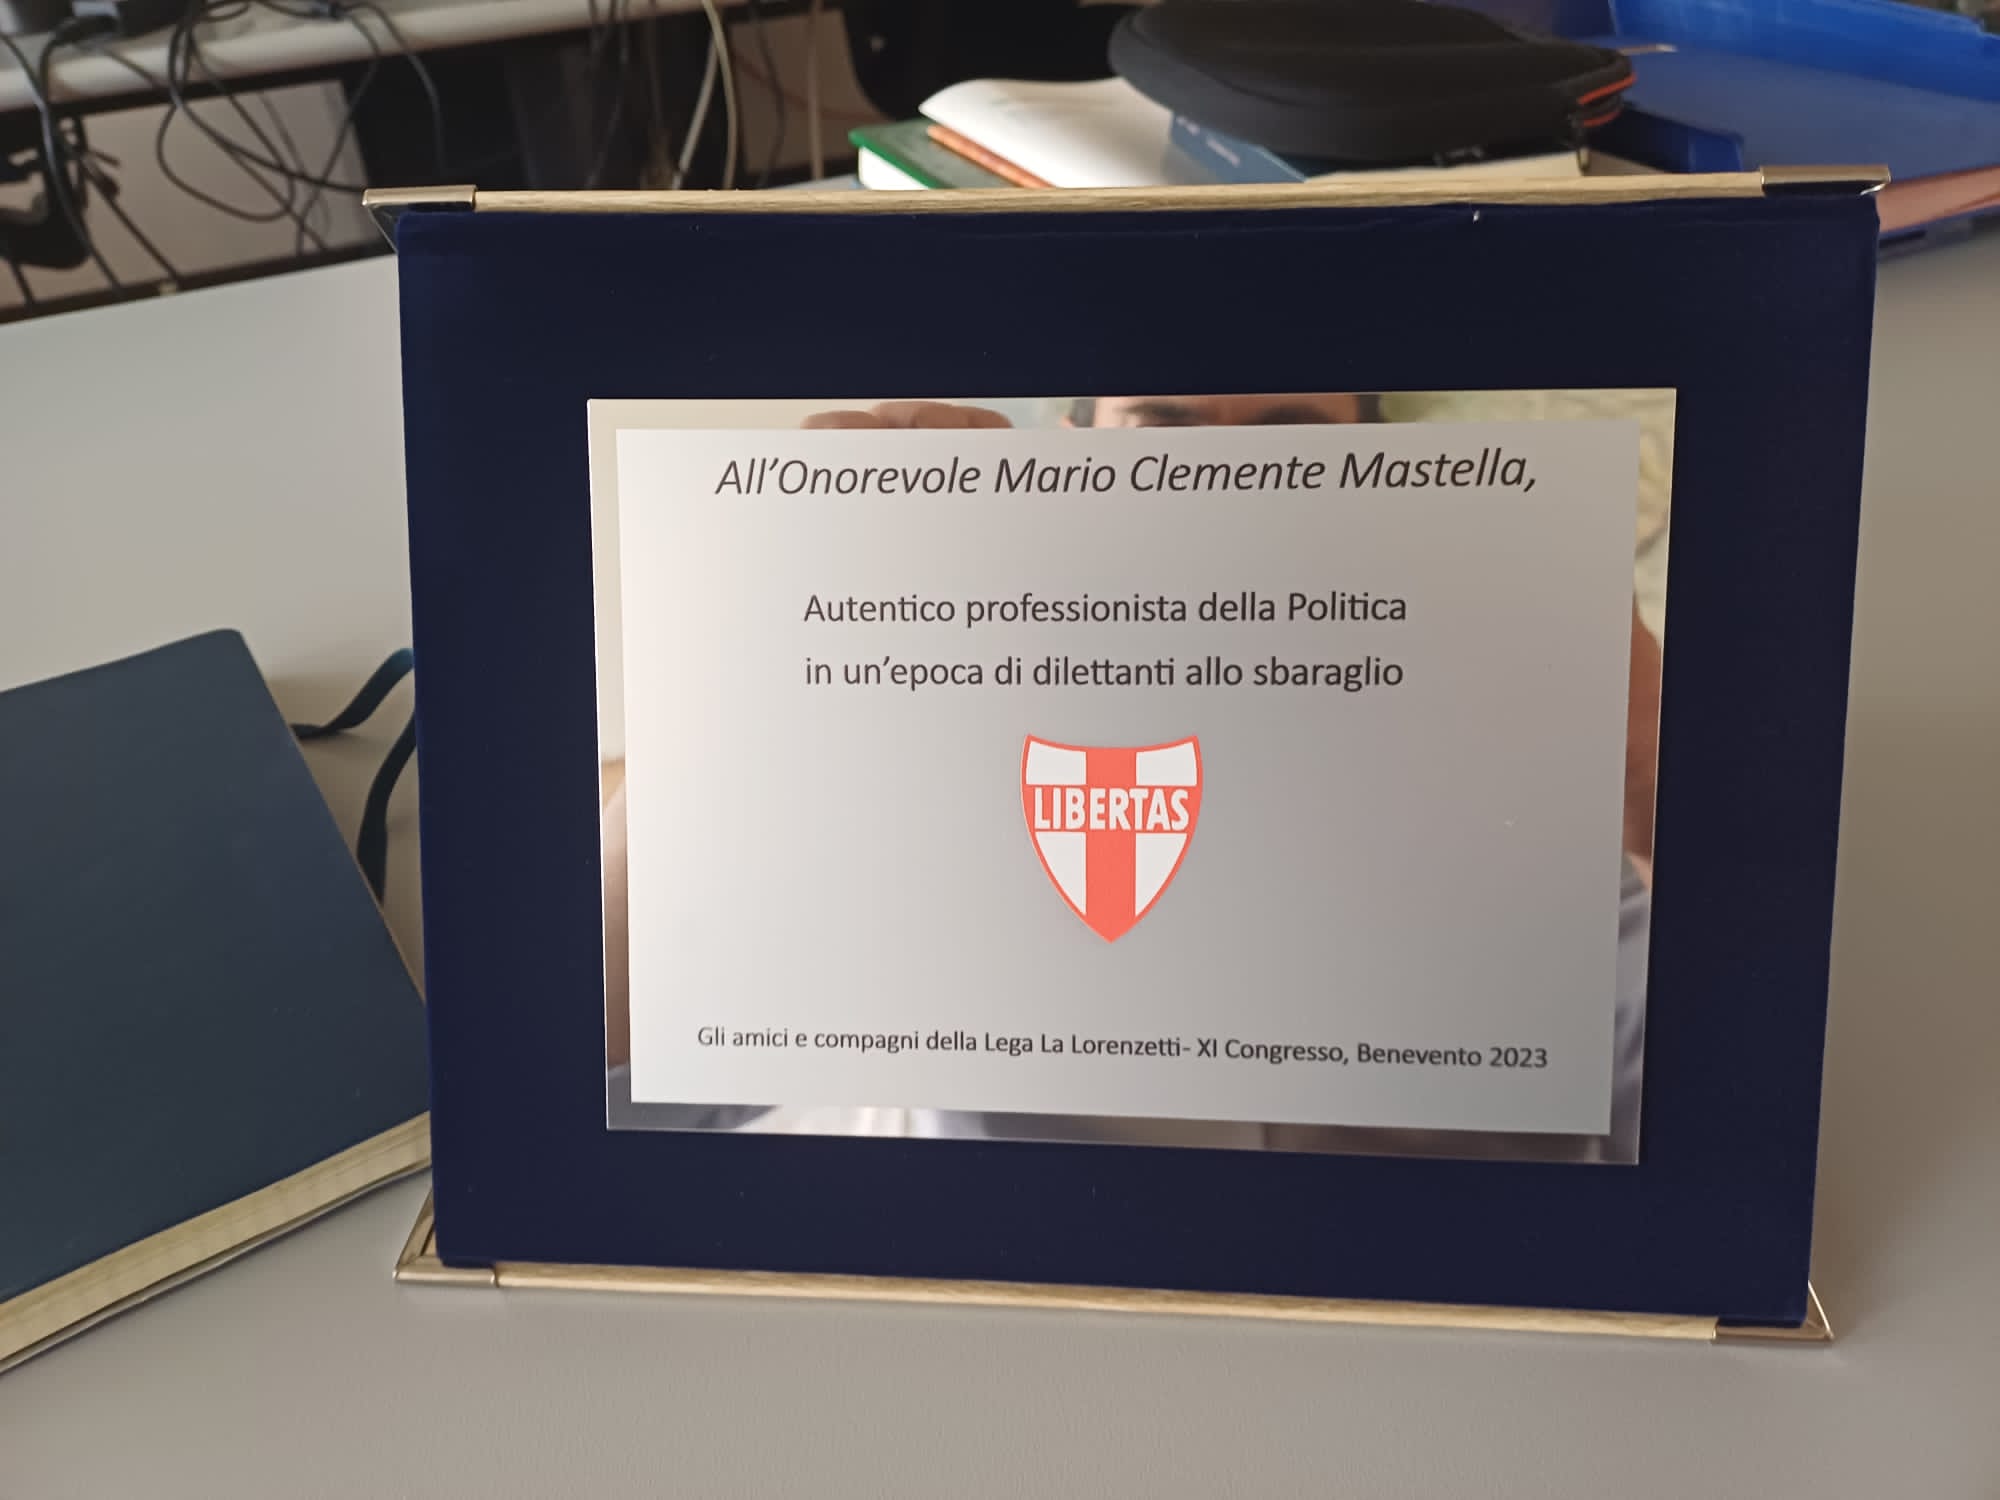 All'Onorevole Mario Clemente Mastella,
Autentico professionista della Politica
in un'epoca di dilettanti allo sbaraglio
LIBERTAS
Gli amici e compagni della Lega La Lorenzetti- XI Congresso, Benevento 2023